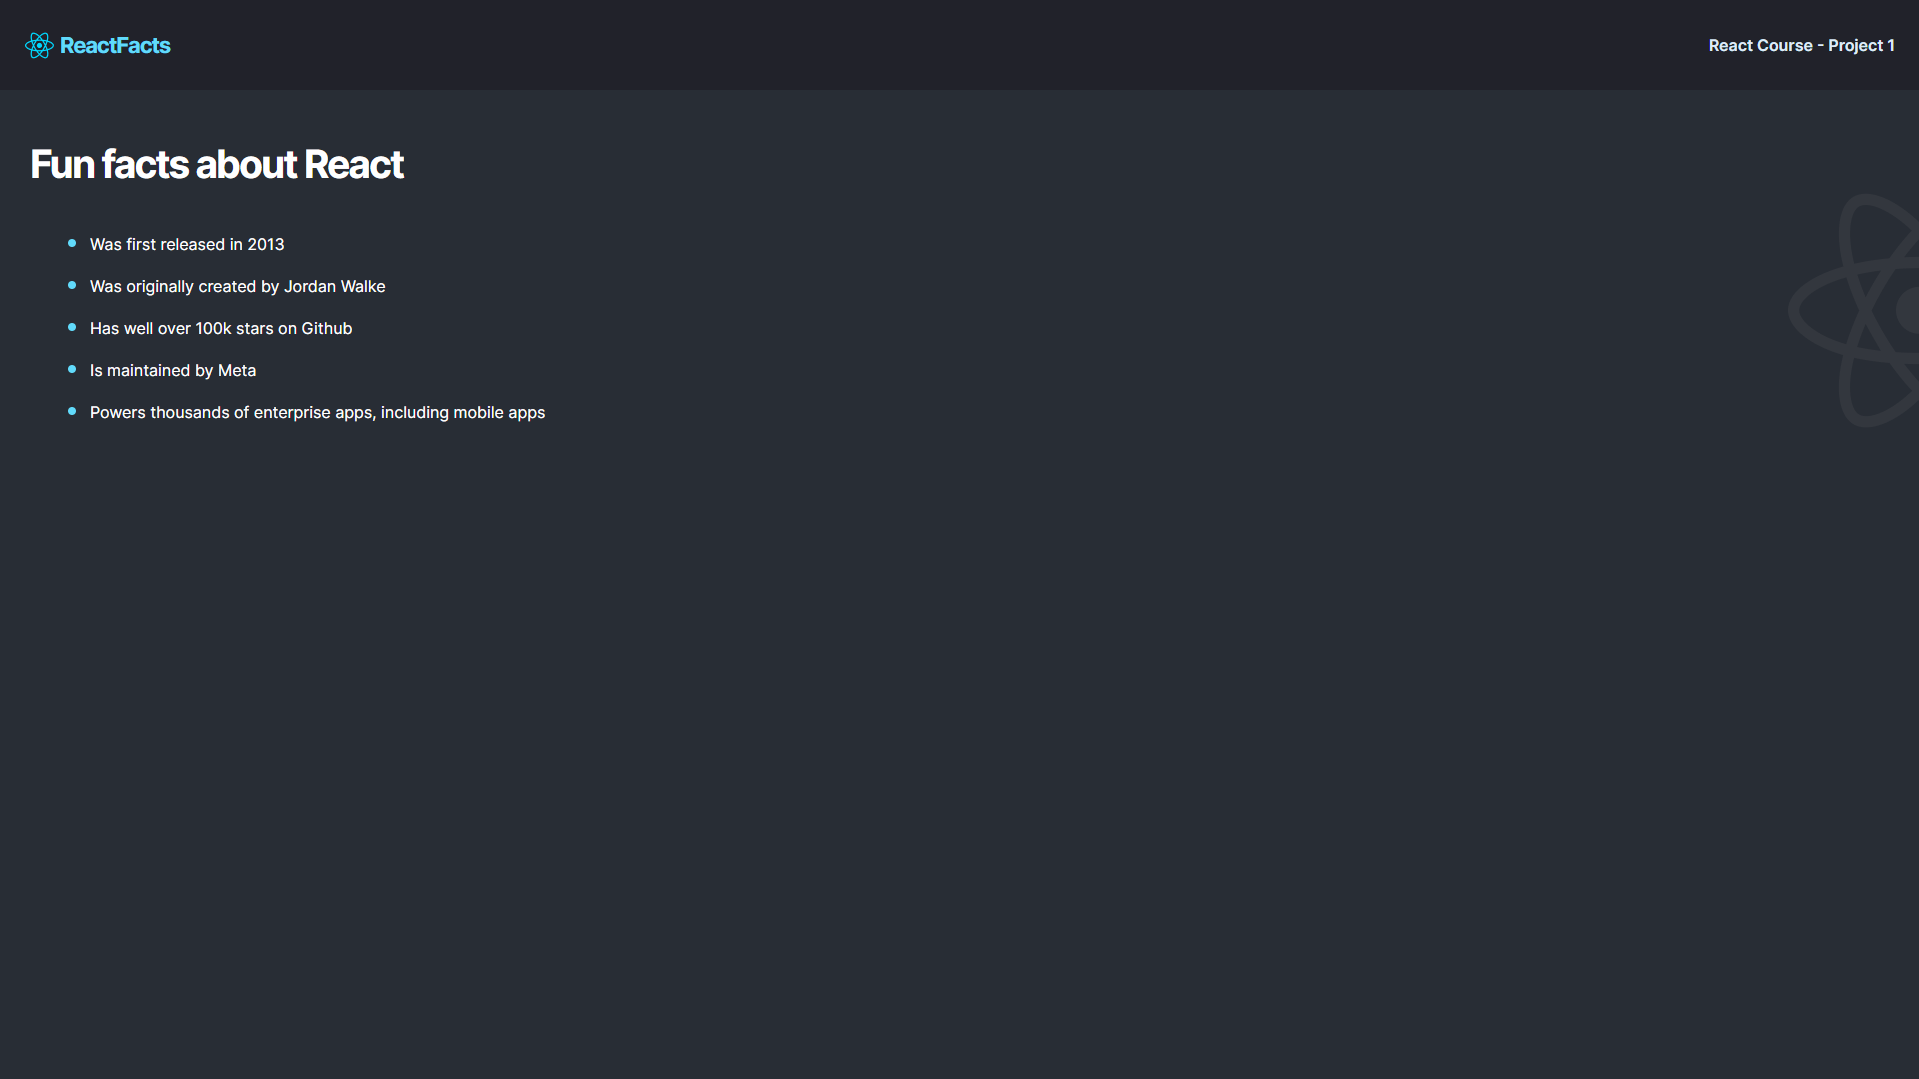 ReactFacts
React Course - Project 1
Fun facts about React
Was first released in 2013
Was originally created by Jordan Walke
Has well over 100k stars on Github
Is maintained by Meta
Powers thousands of enterprise apps, including mobile apps